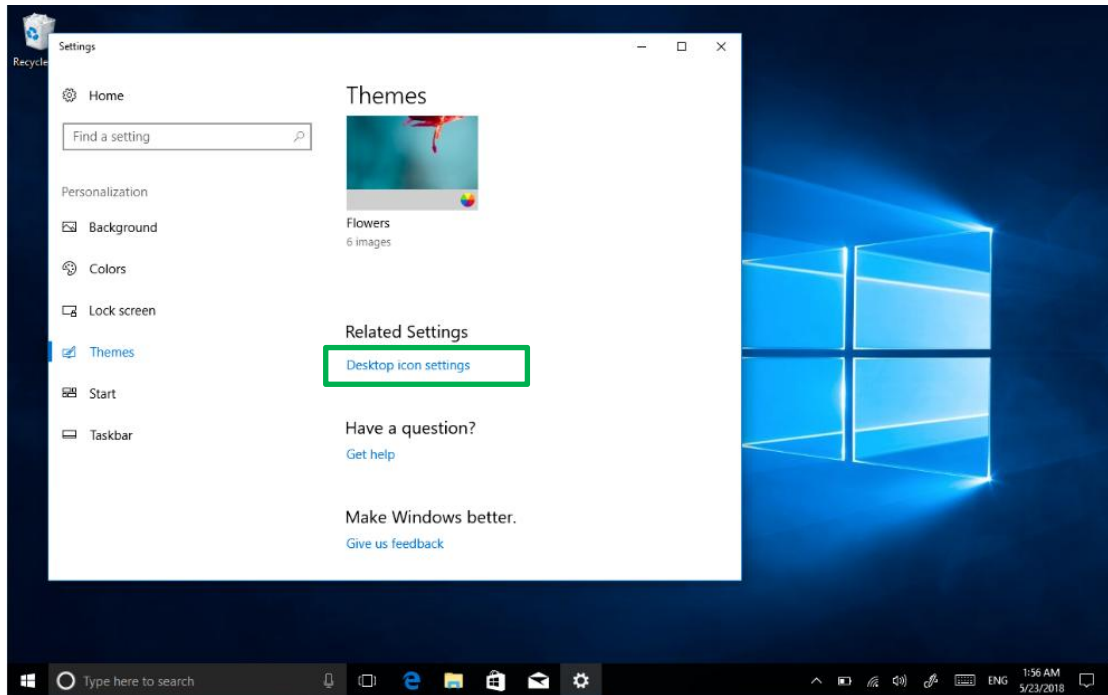 Recycle
Settings
Home
Find a setting
Personalization
Background
Colors
Lock screen
Themes
Start
Taskbar
Themes
Flowers
6 images
Related Settings
Desktop icon settings
Have a question?
Get help
Make Windows better.
Give us feedback
Type here to search
ENG
1:56 AM
5/23/2018